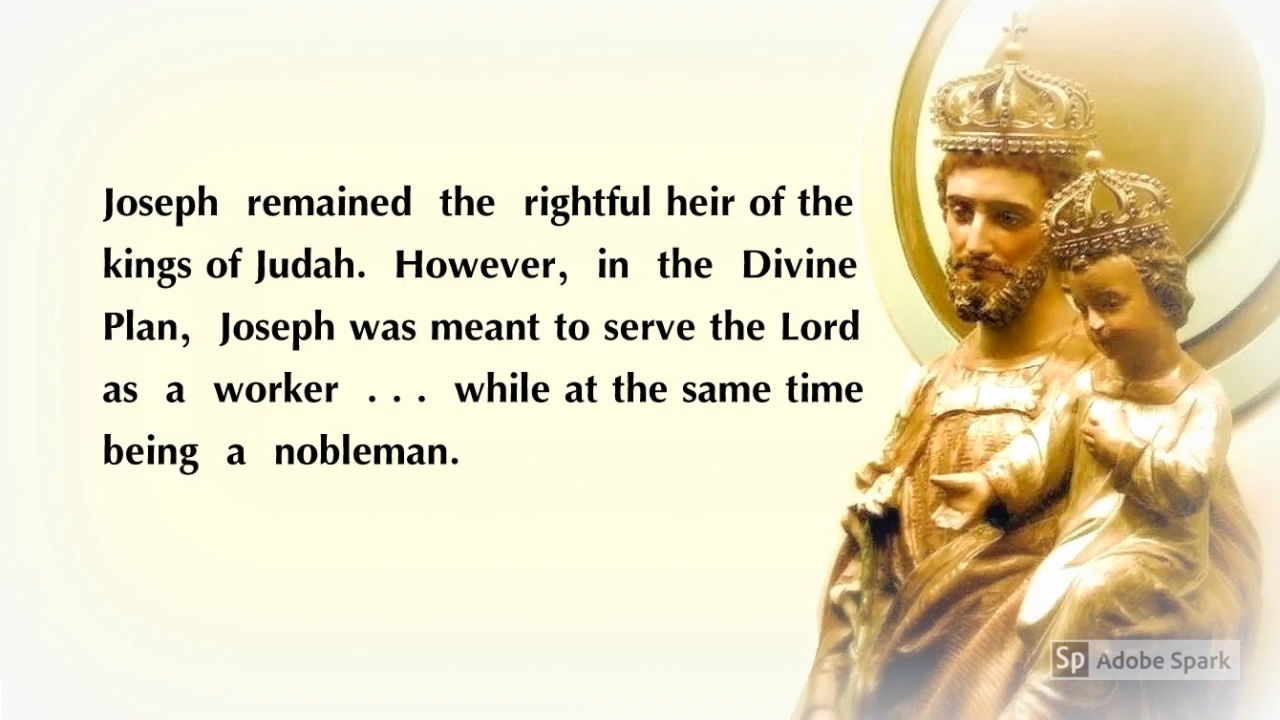 Joseph remained the rightful heir of the
kings of Judah. However, in the Divine
Plan, Joseph was meant to serve the Lord
as a worker . . . while at the same time
being a nobleman.
Sp Adobe Spark